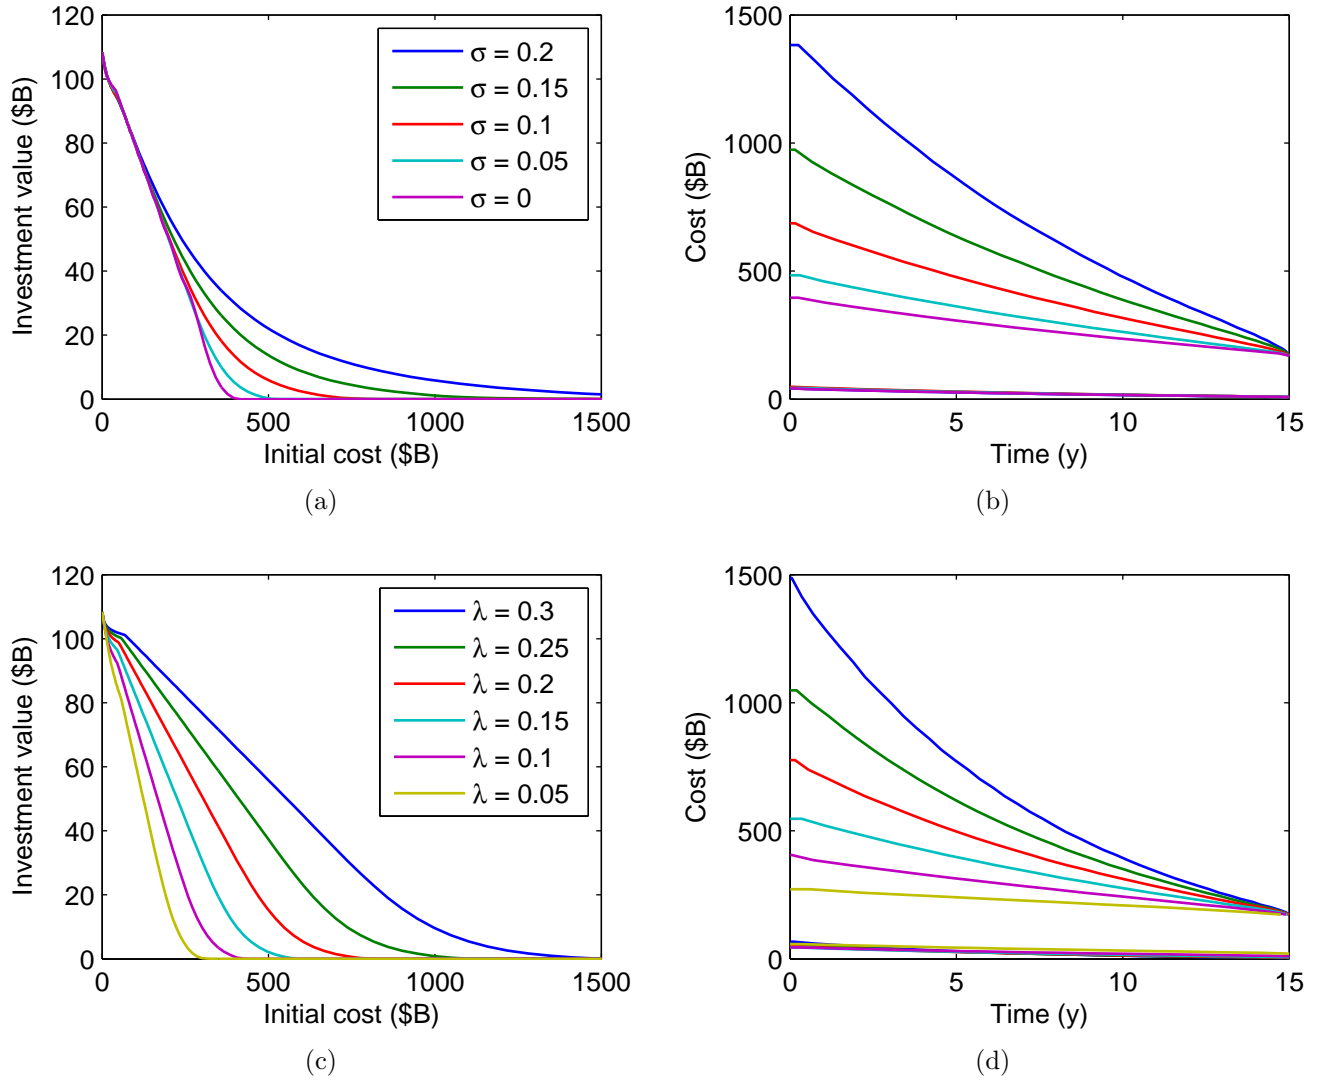 120
100
80
60
40
20
0
Investment value ($B)
σ = 0.2
σ = 0.15
σ = 0.1
σ = 0.05
σ = 0
0 500 1000 1500
Initial cost ($B)
(a)
1500
1000
500
0
Cost ($B)
0 5 10 15
Time (y)
(b)
120
100
80
60
40
20
0
Investment value ($B)
λ = 0.3
λ = 0.25
λ = 0.2
λ = 0.15
λ = 0.1
λ = 0.05
0 500 1000 1500
Initial cost ($B)
(c)
1500
1000
500
0
Cost ($B)
0 5 10 15
Time (y)
(d)